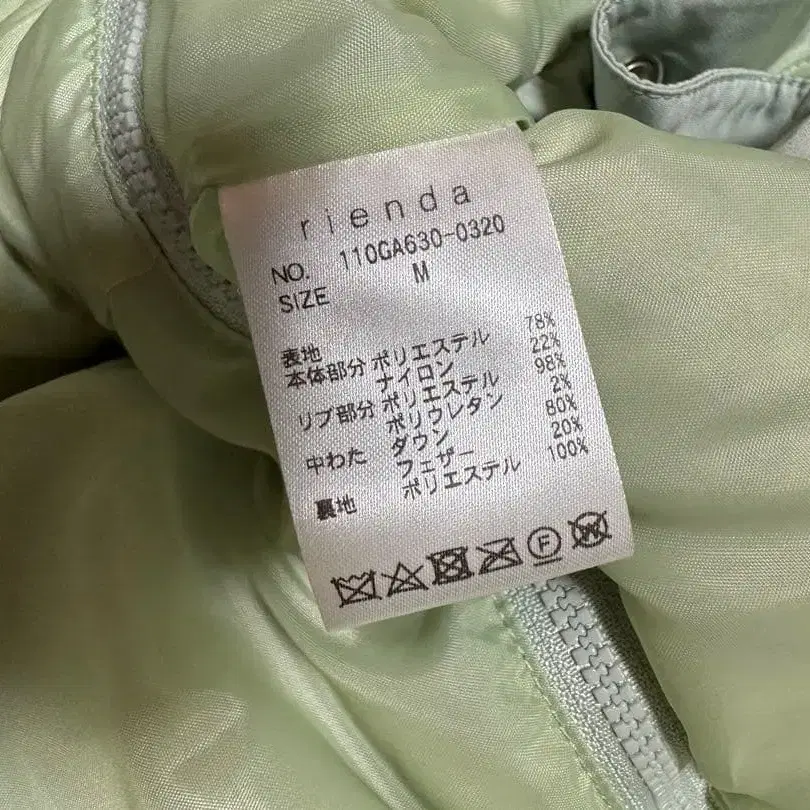 rienda
NO. 110GA630-0320
SIZE M
表地
本体部分 ポリエステル 78%
ナイロン 22%
リブ部分 ポリエステル 98%
ポリウレタン 2%
中わた ダウン 80%
フェザー 20%
裏地 ポリエステル 100%
F W